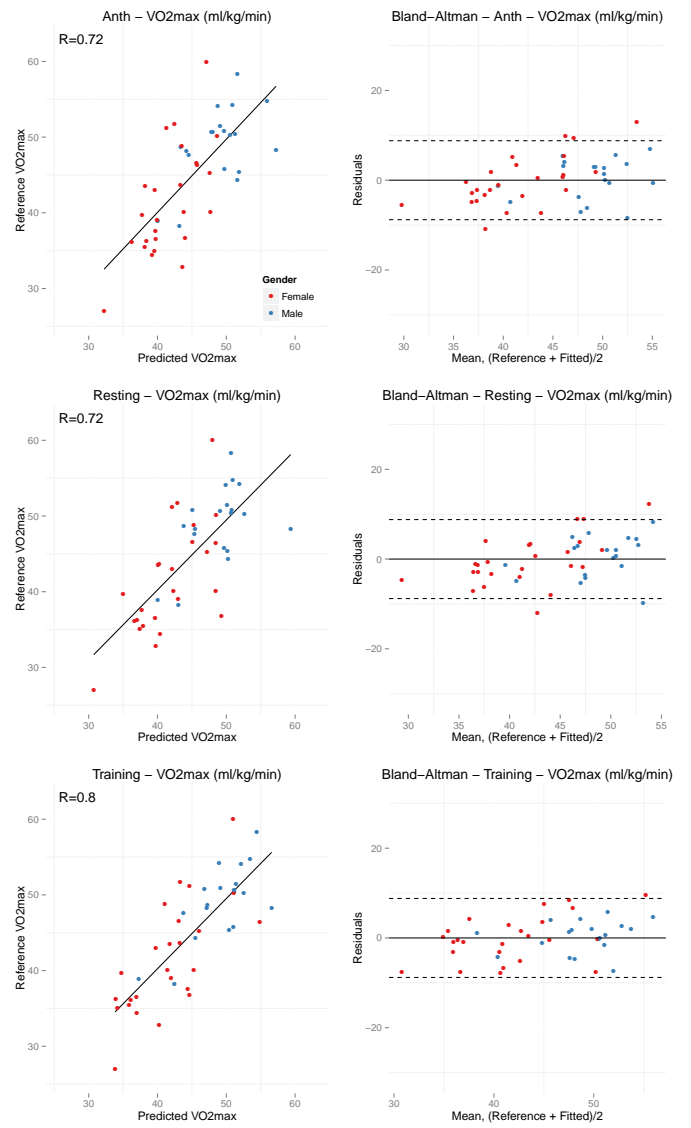 Anth − VO2max (ml/kg/min)
R=0.72
Reference VO2max
60
50
40
30
Gender
Female
Male
30 40 50 60
Predicted VO2max
Bland−Altman − Anth − VO2max (ml/kg/min)
Residuals
20
0
−20
30 35 40 45 50 55
Mean, (Reference + Fitted)/2
Resting − VO2max (ml/kg/min)
R=0.72
Reference VO2max
60
50
40
30
30 40 50 60
Predicted VO2max
Bland−Altman − Resting − VO2max (ml/kg/min)
Residuals
20
0
−20
30 35 40 45 50 55
Mean, (Reference + Fitted)/2
Training − VO2max (ml/kg/min)
R=0.8
Reference VO2max
60
50
40
30
30 40 50 60
Predicted VO2max
Bland−Altman − Training − VO2max (ml/kg/min)
Residuals
20
0
−20
30 40 50
Mean, (Reference + Fitted)/2